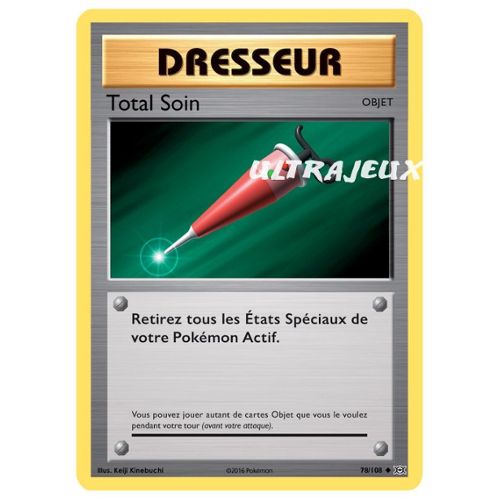 DRESSEUR
Total Soin
OBJET
ULTRAJEUX
Retirez tous les États Spéciaux de
votre Pokémon Actif.
Vous pouvez jouer autant de cartes Objet que vous le voulez
pendant votre tour (avant votre attaque).
Illus. Keiji Kinebuchi
©2016 Pokémon
78/108